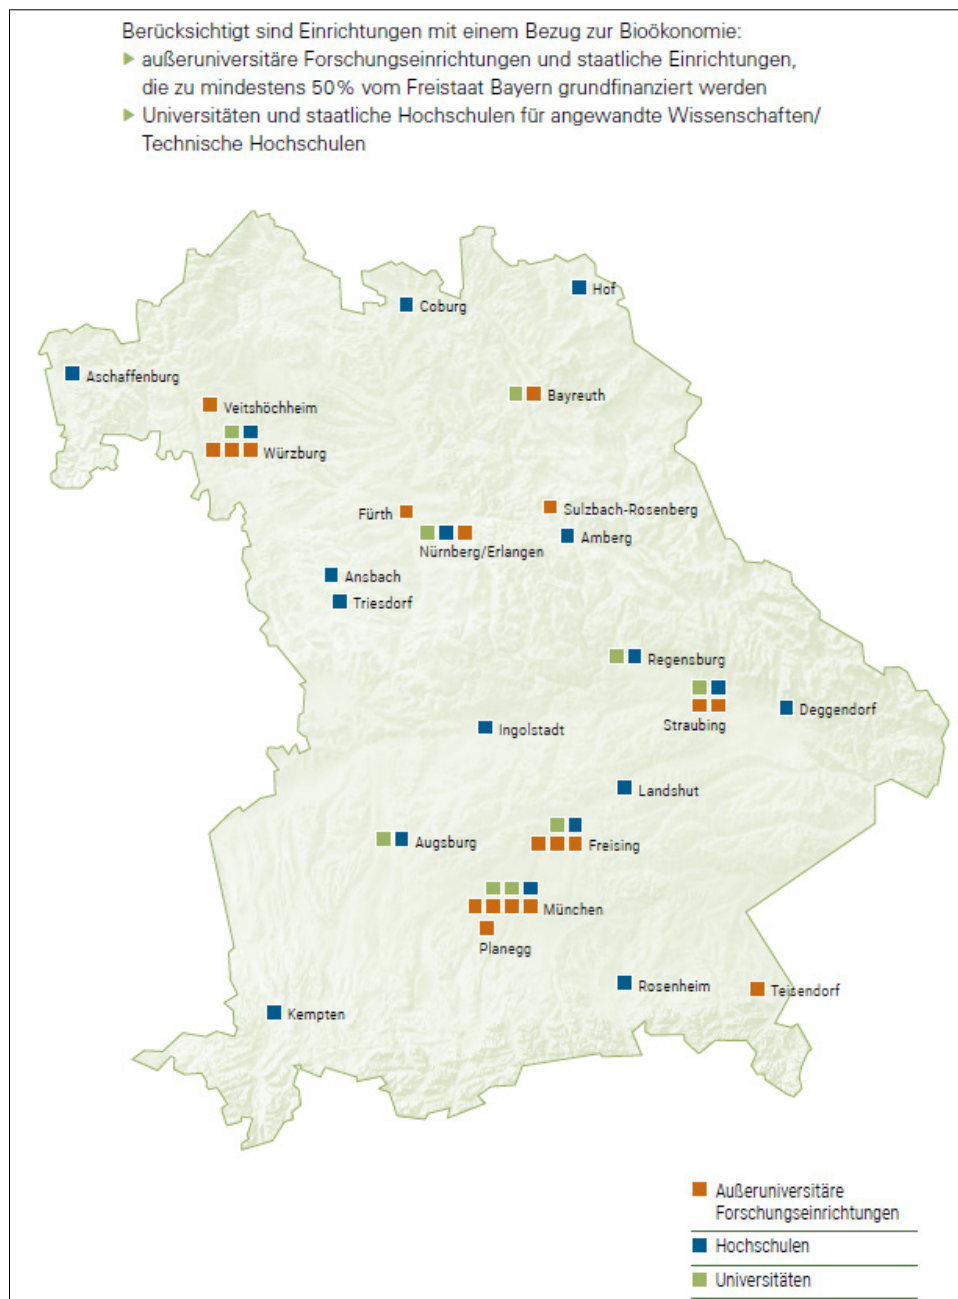 Berücksichtigt sind Einrichtungen mit einem Bezug zur Bioökonomie:
▶ außeruniversitäre Forschungseinrichtungen und staatliche Einrichtungen,
die zu mindestens 50% vom Freistaat Bayern grundfinanziert werden
▶ Universitäten und staatliche Hochschulen für angewandte Wissenschaften/
Technische Hochschulen
Hof
Coburg
Aschaffenburg
Bayreuth
Veitshöchheim
Würzburg
Fürth
Sulzbach-Rosenberg
Amberg
Nürnberg/Erlangen
Ansbach
Triesdorf
Regensburg
Deggendorf
Straubing
Ingolstadt
Landshut
Augsburg
Freising
München
Planegg
Rosenheim
Teisendorf
Kempten
Außeruniversitäre
Forschungseinrichtungen
Hochschulen
Universitäten